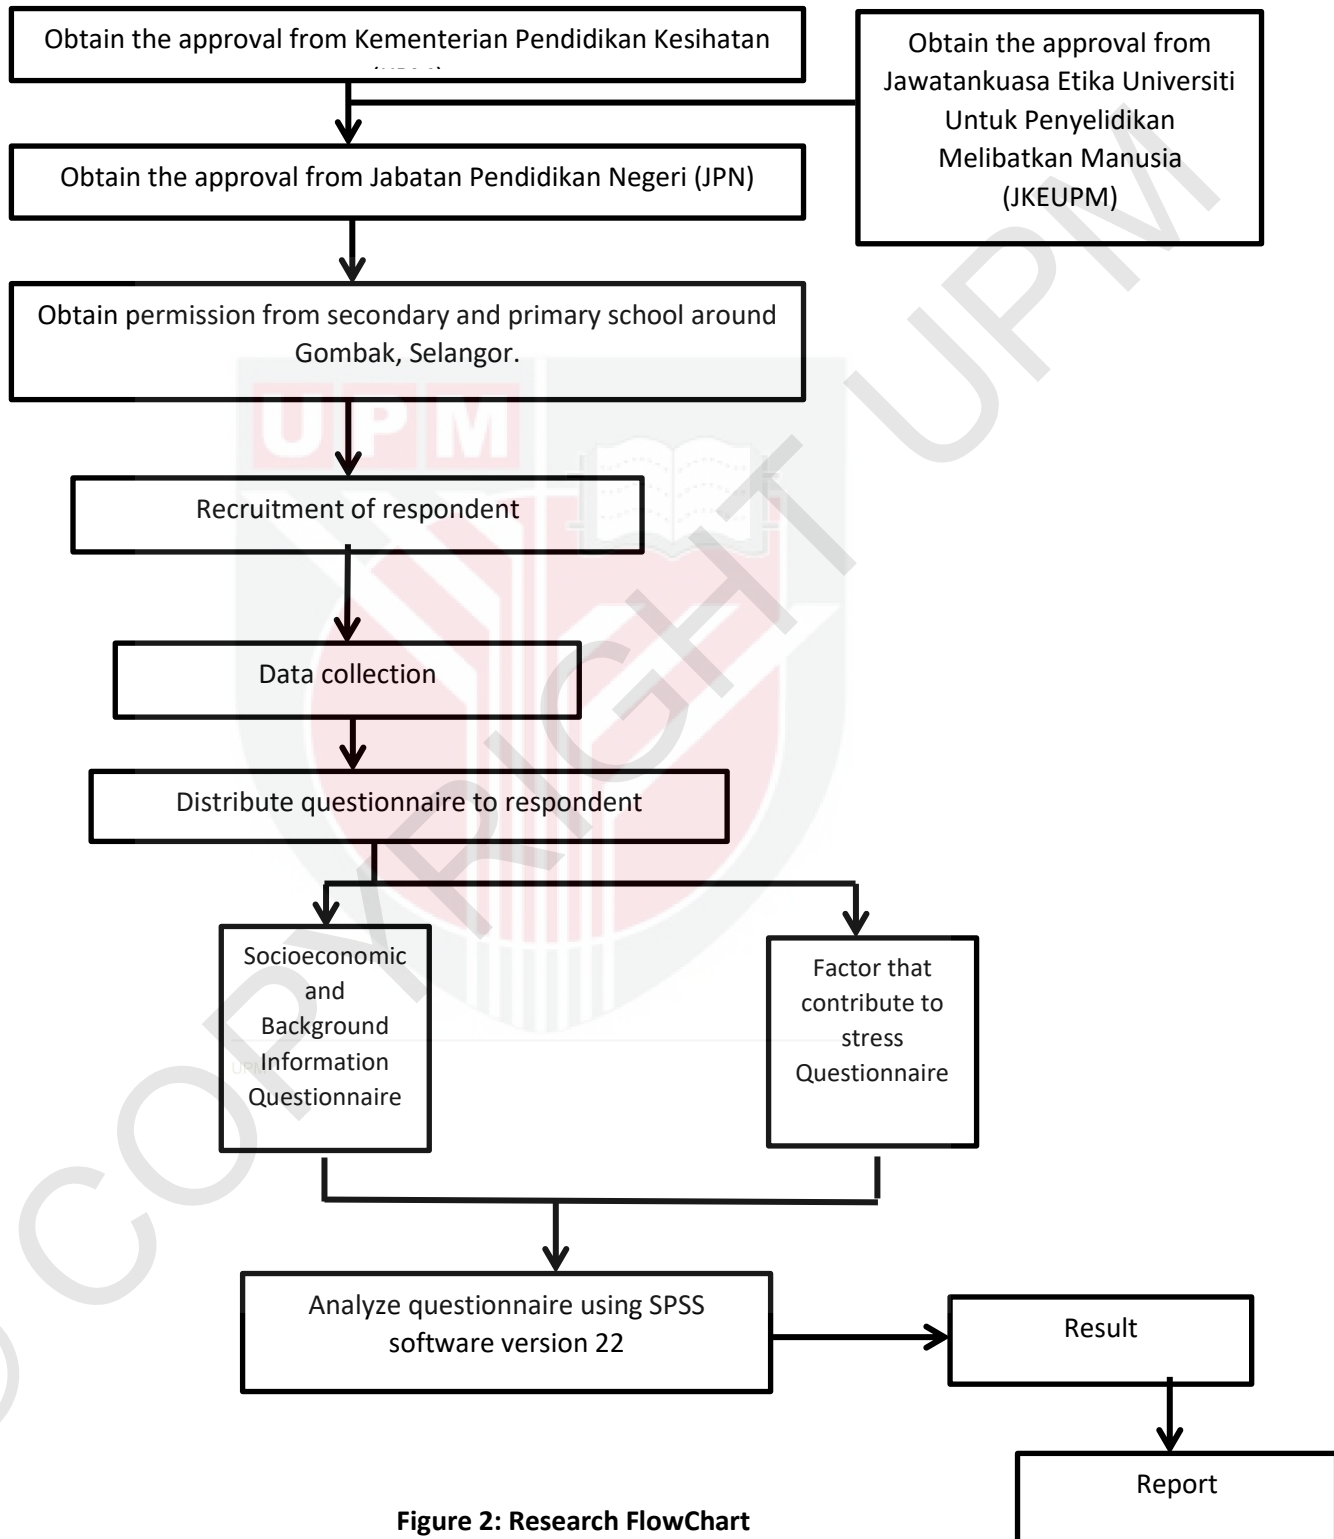 Obtain the approval from Kementerian Pendidikan Kesihatan
Obtain the approval from
Jawatankuasa Etika Universiti
Untuk Penyelidikan
Melibatkan Manusia
(JKEUPM)
Obtain the approval from Jabatan Pendidikan Negeri (JPN)
Obtain permission from secondary and primary school around
Gombak, Selangor.
UPM
Recruitment of respondent
Data collection
Distribute questionnaire to respondent
Socioeconomic
and
Background
Information
Questionnaire
Factor that
contribute to
stress
Questionnaire
UPM
Analyze questionnaire using SPSS
software version 22
Result
Report
Figure 2: Research FlowChart
© COPYRIGHT UPM